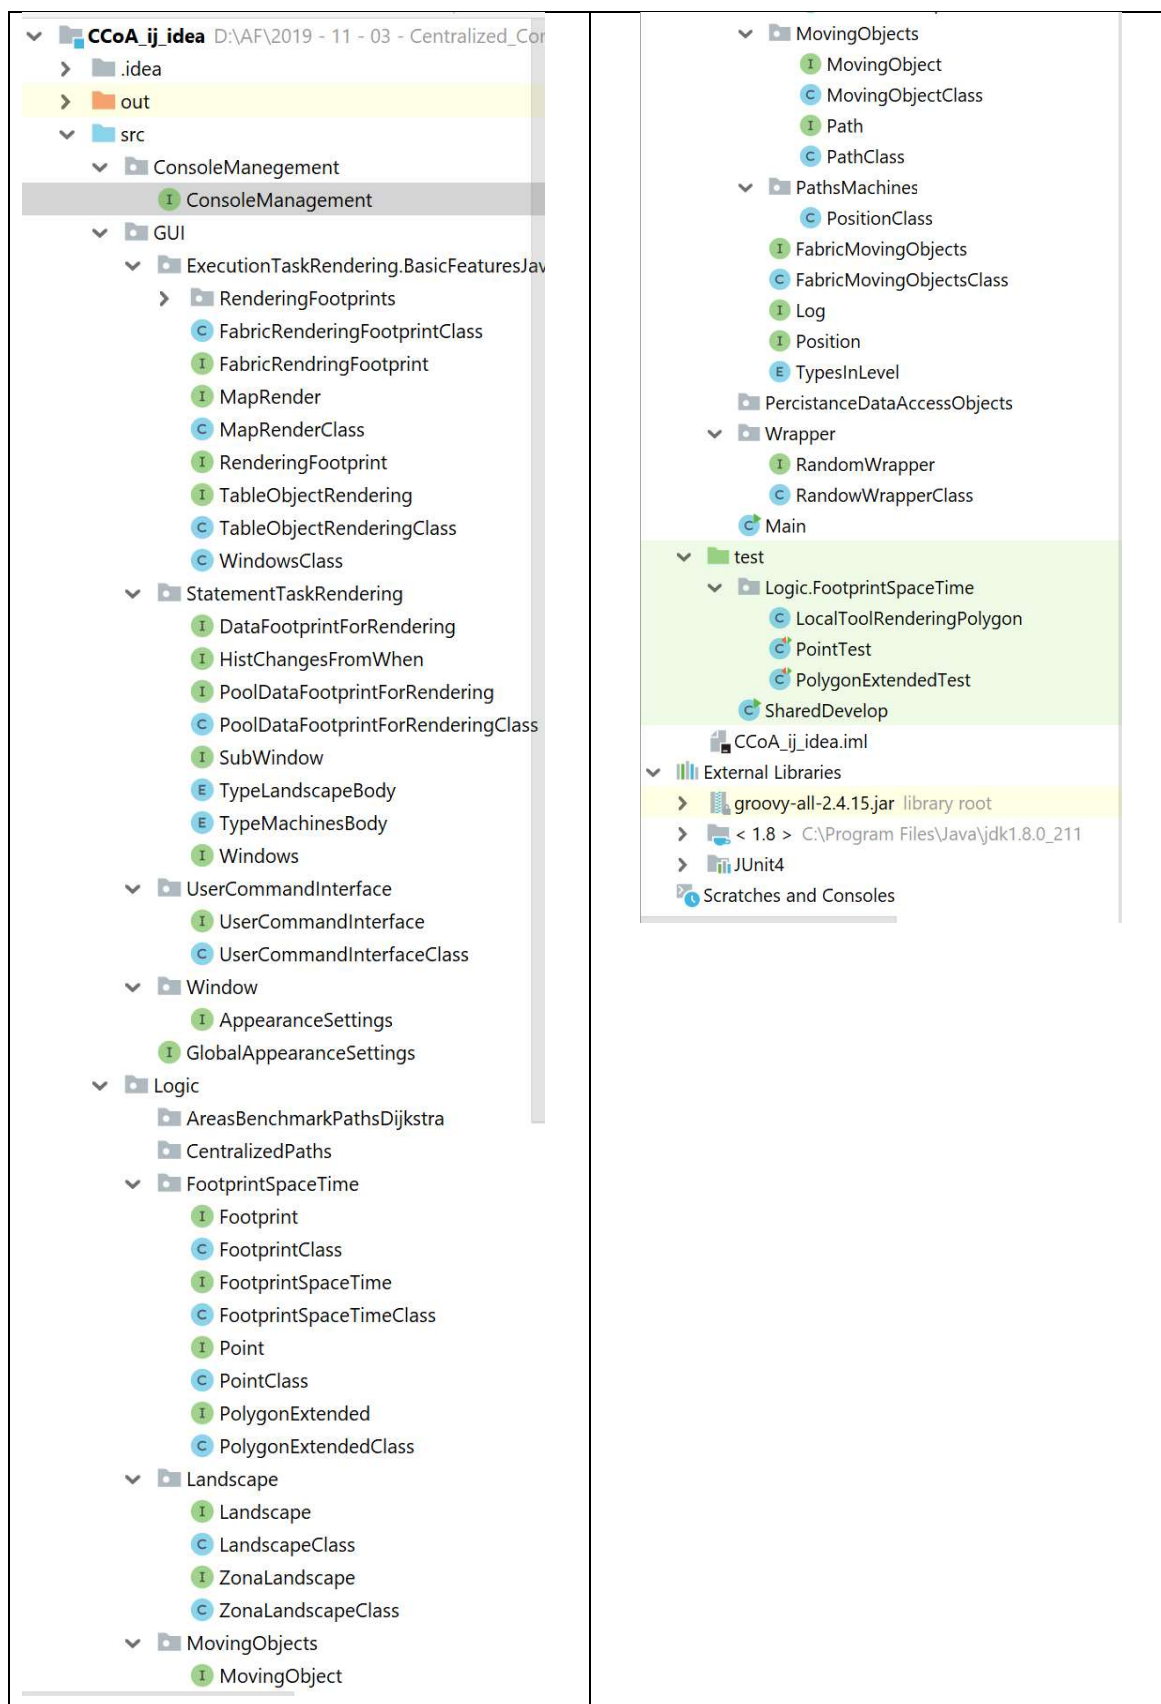 CCoA_ij_idea D:\AF\2019 - 11 - 03 - Centralized_Cor
.idea
out
src
ConsoleManegement
ConsoleManagement
GUI
ExecutionTaskRendering.BasicFeaturesJav
RenderingFootprints
FabricRenderingFootprintClass
FabricRendringFootprint
MapRender
MapRenderClass
RenderingFootprint
TableObjectRendering
TableObjectRenderingClass
WindowsClass
StatementTaskRendering
DataFootprintForRendering
HistChangesFromWhen
PoolDataFootprintForRendering
PoolDataFootprintForRenderingClass
SubWindow
TypeLandscapeBody
TypeMachinesBody
Windows
UserCommandInterface
UserCommandInterface
UserCommandInterfaceClass
Window
AppearanceSettings
GlobalAppearanceSettings
Logic
AreasBenchmarkPathsDijkstra
CentralizedPaths
FootprintSpaceTime
Footprint
FootprintClass
FootprintSpaceTime
FootprintSpaceTimeClass
Point
PointClass
PolygonExtended
PolygonExtendedClass
Landscape
Landscape
LandscapeClass
ZonaLandscape
ZonaLandscapeClass
MovingObjects
MovingObject
MovingObjects
MovingObject
MovingObjectClass
Path
PathClass
PathsMachines
PositionClass
FabricMovingObjects
FabricMovingObjectsClass
Log
Position
TypesInLevel
PercistanceDataAccessObjects
Wrapper
RandomWrapper
RandowWrapperClass
Main
test
Logic.FootprintSpaceTime
LocalToolRenderingPolygon
PointTest
PolygonExtendedTest
SharedDevelop
CCoA_ij_idea.iml
External Libraries
groovy-all-2.4.15.jar library root
< 1.8 > C:\Program Files\Java\jdk1.8.0_211
JUnit4
Scratches and Consoles